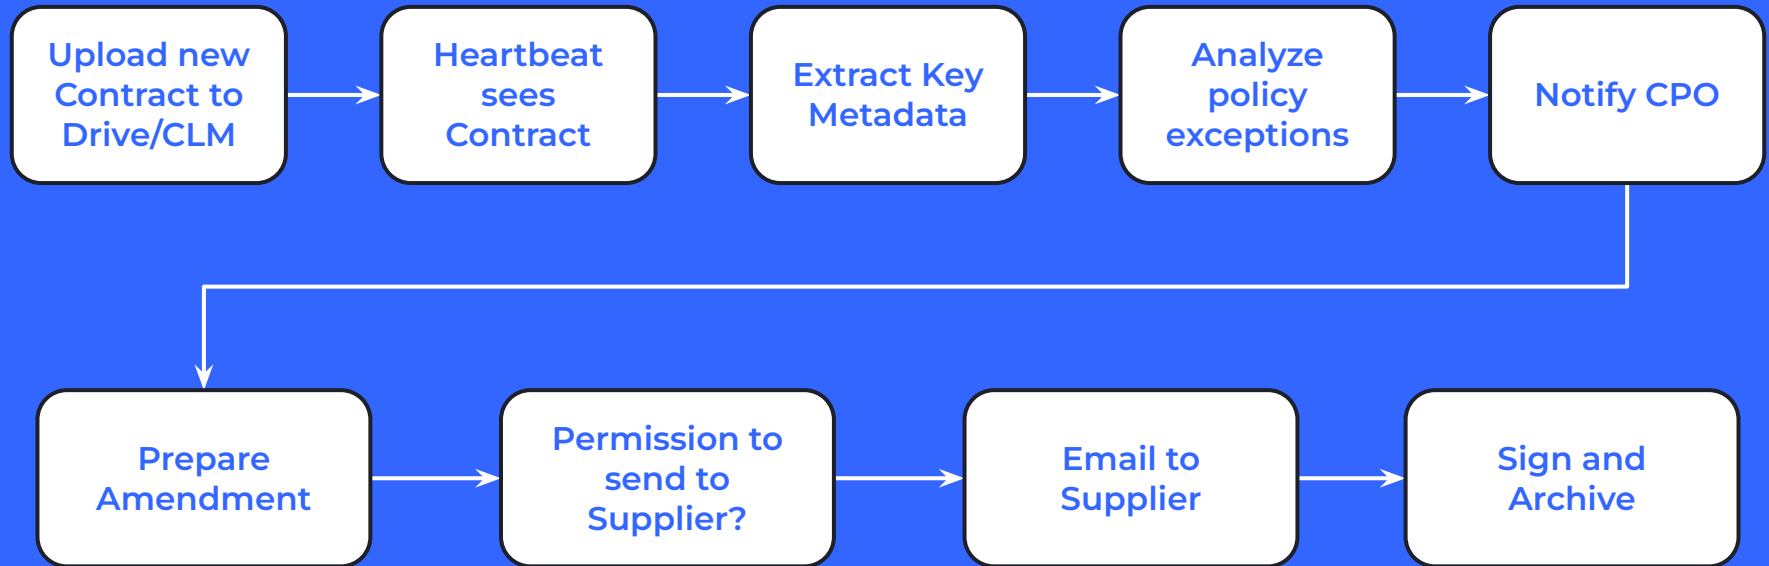 Upload new
Contract to
Drive/CLM
Heartbeat
sees
Contract
Extract Key
Metadata
Analyze
policy
exceptions
Notify CPO
Prepare
Amendment
Permission to
send to
Supplier?
Email to
Supplier
Sign and
Archive